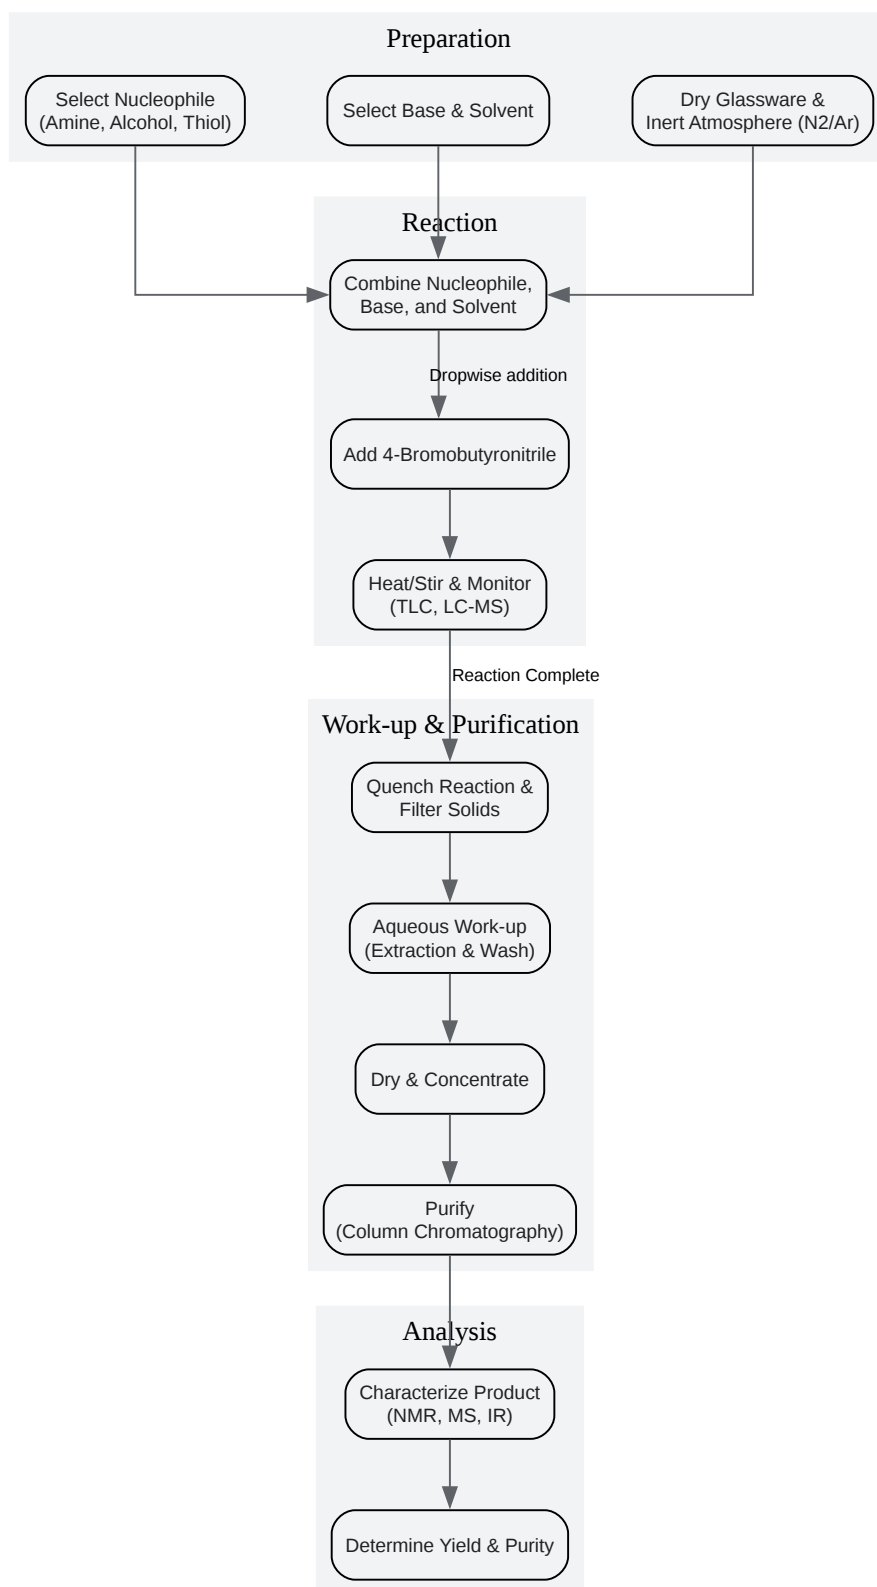 Preparation
Select Nucleophile
(Amine, Alcohol, Thiol)
Select Base & Solvent
Dry Glassware &
Inert Atmosphere (N2/Ar)
Reaction
Combine Nucleophile,
Base, and Solvent
Dropwise addition
Add 4-Bromobutyronitrile
Heat/Stir & Monitor
(TLC, LC-MS)
Reaction Complete
Work-up & Purification
Quench Reaction &
Filter Solids
Aqueous Work-up
(Extraction & Wash)
Dry & Concentrate
Purify
(Column Chromatography)
Analysis
Characterize Product
(NMR, MS, IR)
Determine Yield & Purity